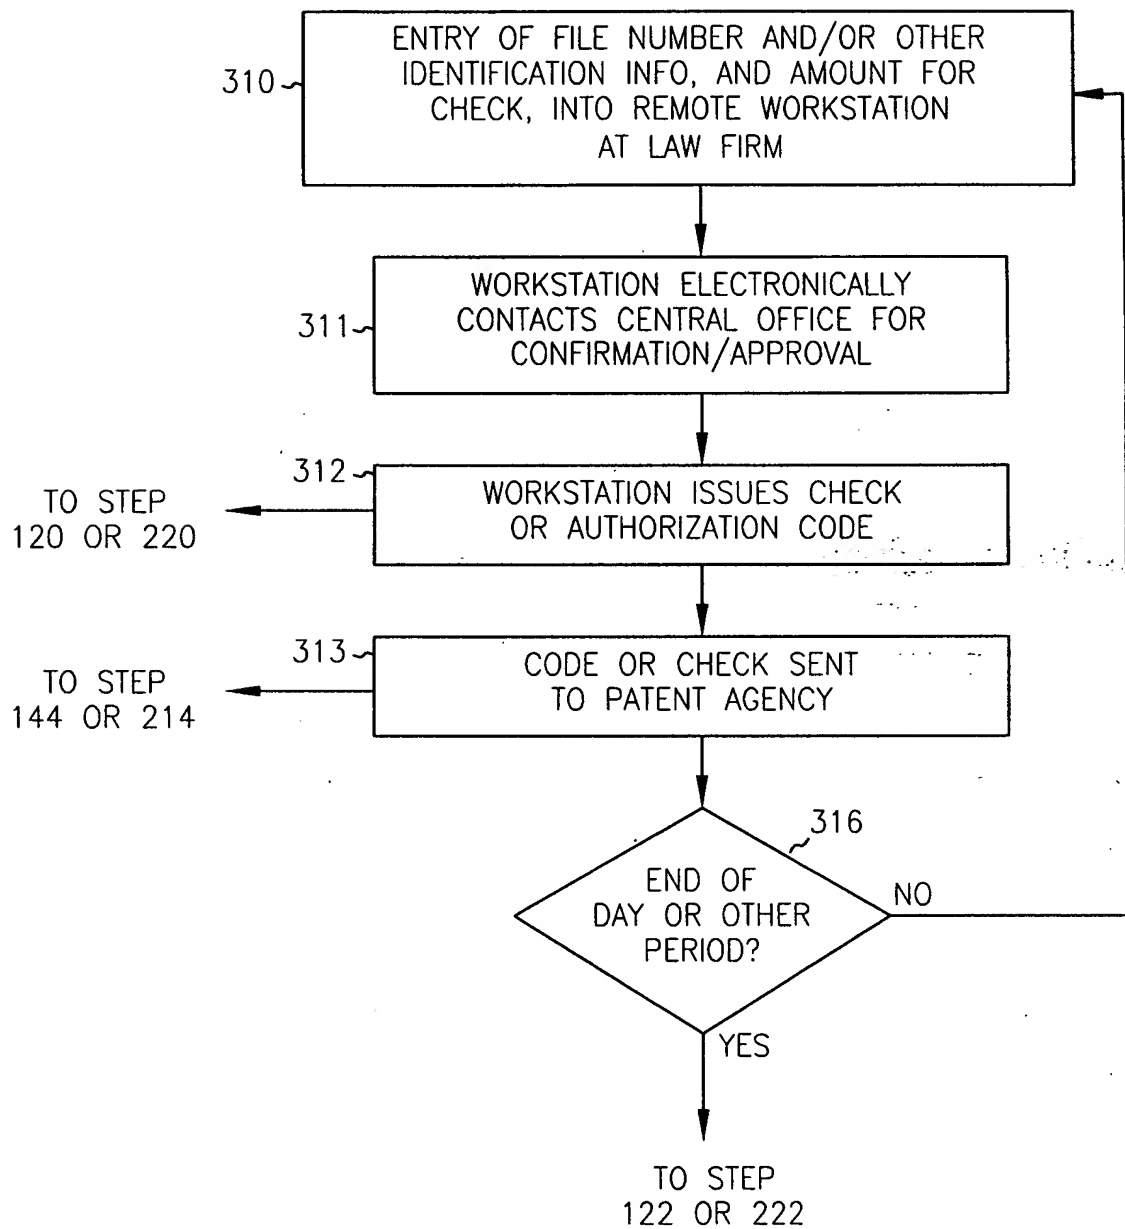 310
ENTRY OF FILE NUMBER AND/OR OTHER
IDENTIFICATION INFO, AND AMOUNT FOR
CHECK, INTO REMOTE WORKSTATION
AT LAW FIRM
311
WORKSTATION ELECTRONICALLY
CONTACTS CENTRAL OFFICE FOR
CONFIRMATION/APPROVAL
312
WORKSTATION ISSUES CHECK
OR AUTHORIZATION CODE
TO STEP
120 OR 220
313
CODE OR CHECK SENT
TO PATENT AGENCY
TO STEP
144 OR 214
316
END OF
DAY OR OTHER
PERIOD?
NO
YES
TO STEP
122 OR 222